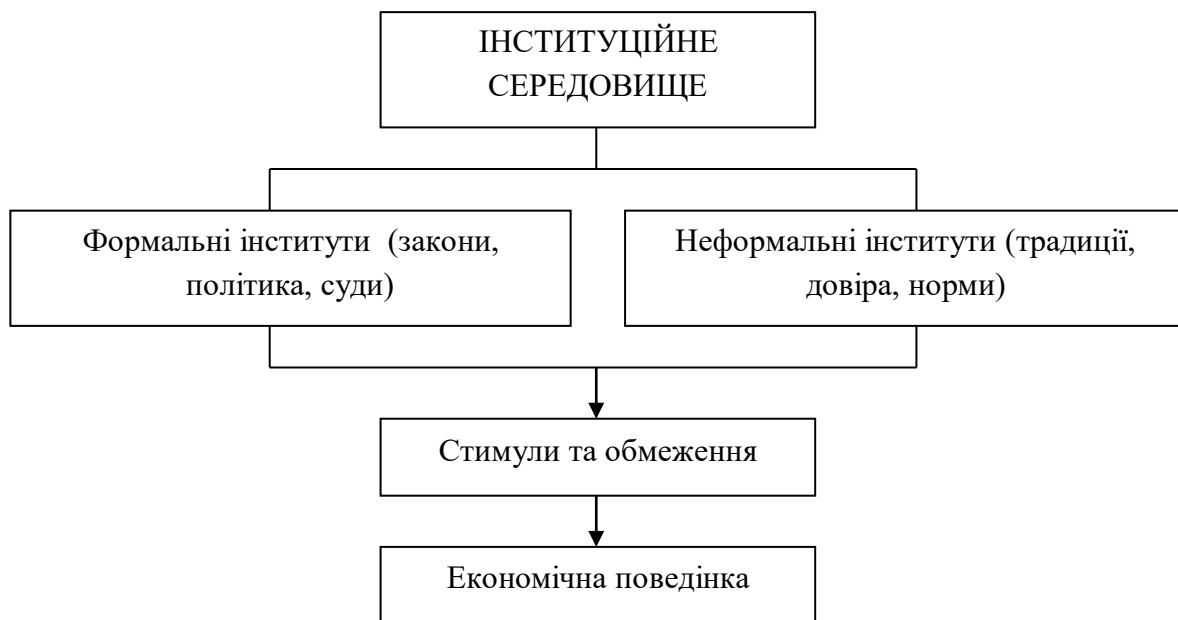 ІНСТИТУЦІЙНЕ
СЕРЕДОВИЩЕ
Формальні інститути  (закони,
політика, суди)
Неформальні інститути (традиції,
довіра, норми)
Стимули та обмеження
Економічна поведінка